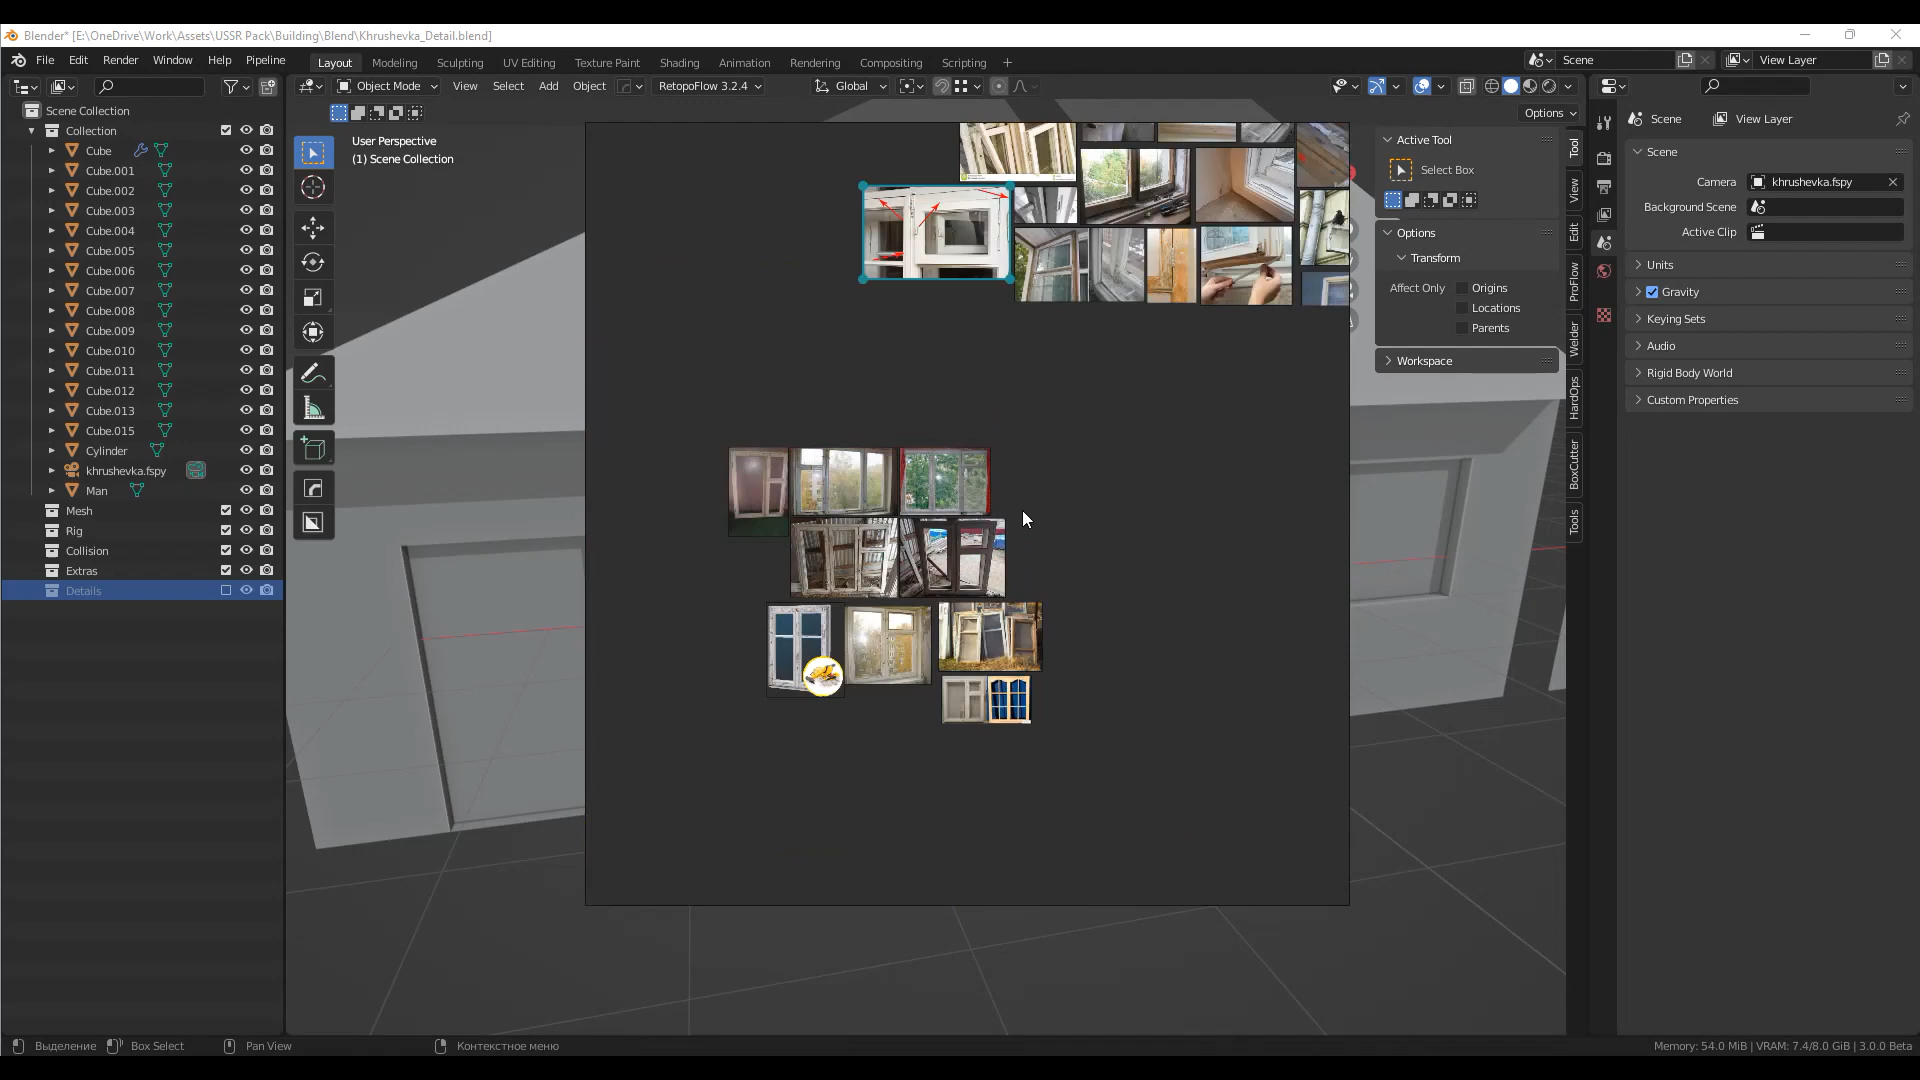 Blender* [E:\OneDrive\Work\Assets\USSR Pack\Building\Blend\Khrushevka_Detail.blend]
File Edit Render Window Help Pipeline
Layout Modeling Sculpting UV Editing Texture Paint Shading Animation Rendering Compositing Scripting +
Scene
View Layer
Object Mode View Select Add Object RetopoFlow 3.2.4 Global
Options
Scene Collection
Collection
Cube
Cube.001
Cube.002
Cube.003
Cube.004
Cube.005
Cube.006
Cube.007
Cube.008
Cube.009
Cube.010
Cube.011
Cube.012
Cube.013
Cube.015
Cylinder
khrushevka.fspy
Man
Mesh
Rig
Collision
Extras
Details
User Perspective
(1) Scene Collection
Active Tool
Select Box
Options
Transform
Affect Only Origins
Locations
Parents
Workspace
Tool
View
Edit
ProFlow
Welder
HardOps
BoxCutter
Tools
Scene View Layer
Scene
Camera khrushevka.fspy
Background Scene
Active Clip
Units
Gravity
Keying Sets
Audio
Rigid Body World
Custom Properties
Выделение Box Select Pan View Контекстное меню
Memory: 54.0 MiB | VRAM: 7.4/8.0 GiB | 3.0.0 Beta